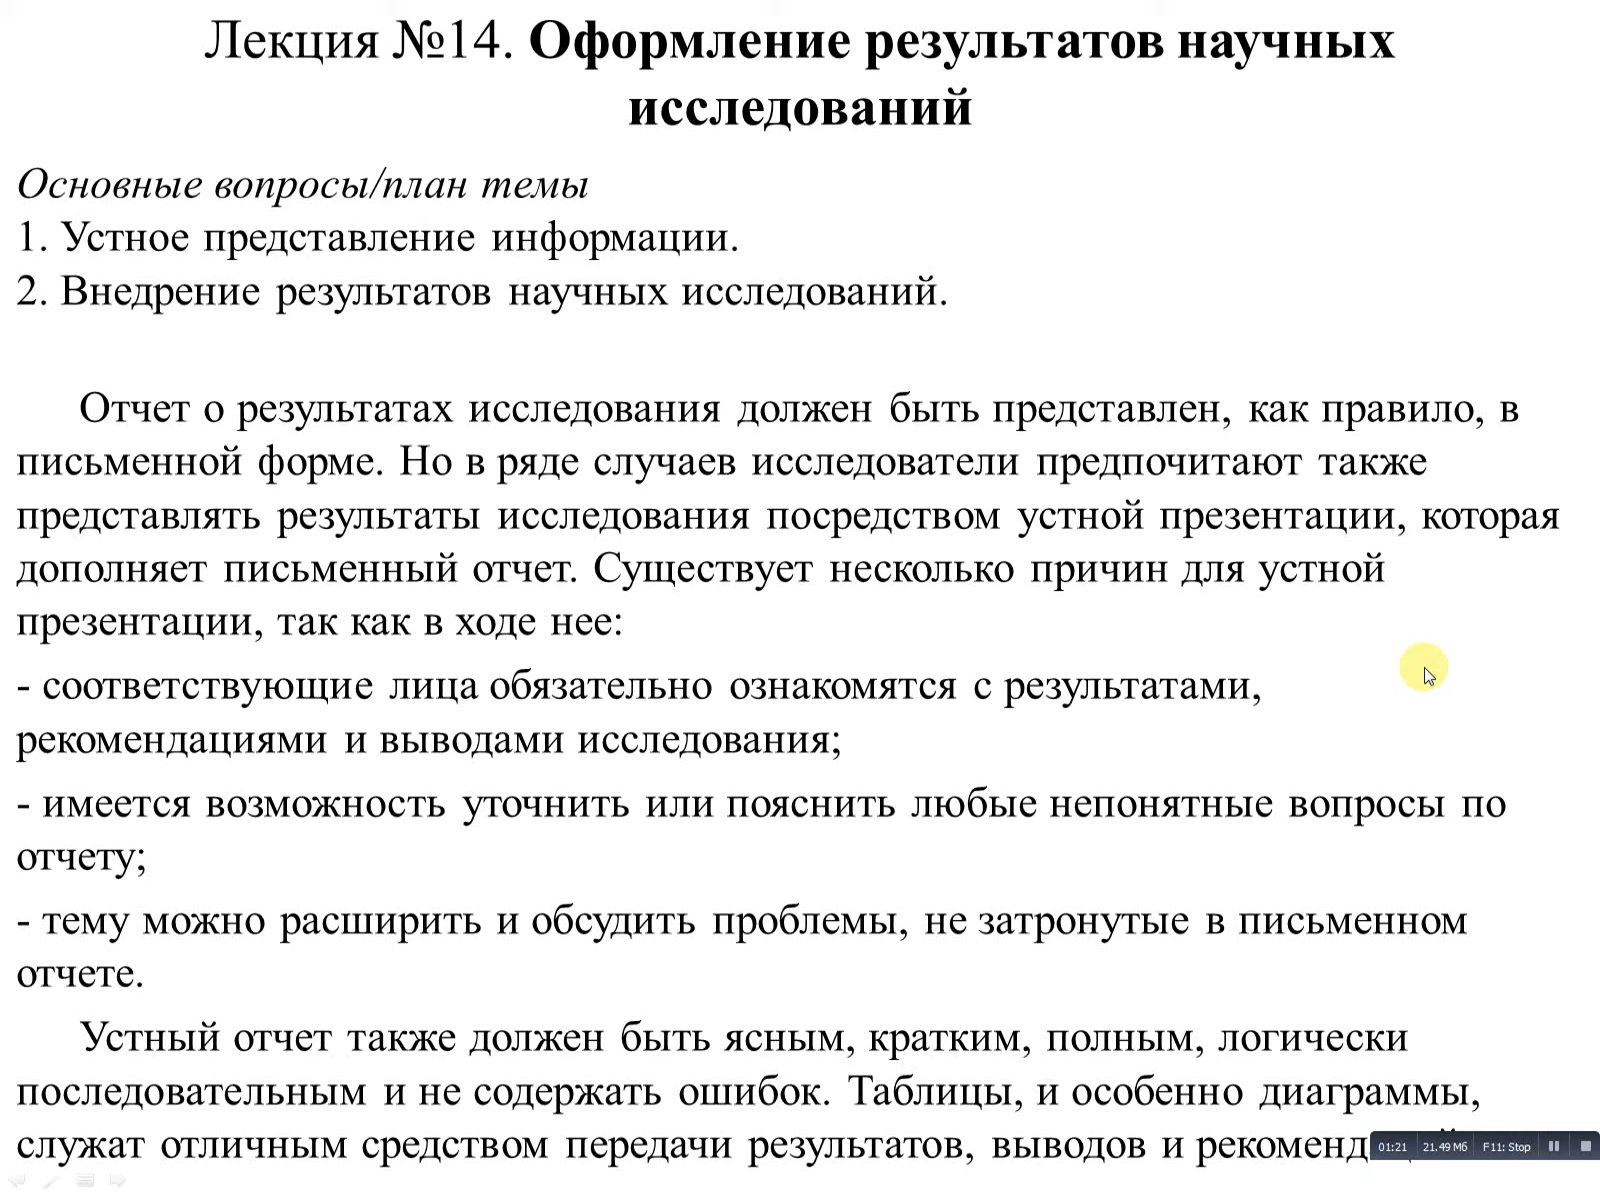 Лекция №14. Оформление результатов научных
исследований
Основные вопросы/план темы
1. Устное представление информации.
2. Внедрение результатов научных исследований.
Отчет о результатах исследования должен быть представлен, как правило, в
письменной форме. Но в ряде случаев исследователи предпочитают также
представлять результаты исследования посредством устной презентации, которая
дополняет письменный отчет. Существует несколько причин для устной
презентации, так как в ходе нее:
- соответствующие лица обязательно ознакомятся с результатами,
рекомендациями и выводами исследования;
- имеется возможность уточнить или пояснить любые непонятные вопросы по
отчету;
- тему можно расширить и обсудить проблемы, не затронутые в письменном
отчете.
Устный отчет также должен быть ясным, кратким, полным, логически
последовательным и не содержать ошибок. Таблицы, и особенно диаграммы,
служат отличным средством передачи результатов, выводов и
01:21 21.49 Мб F11: Stop